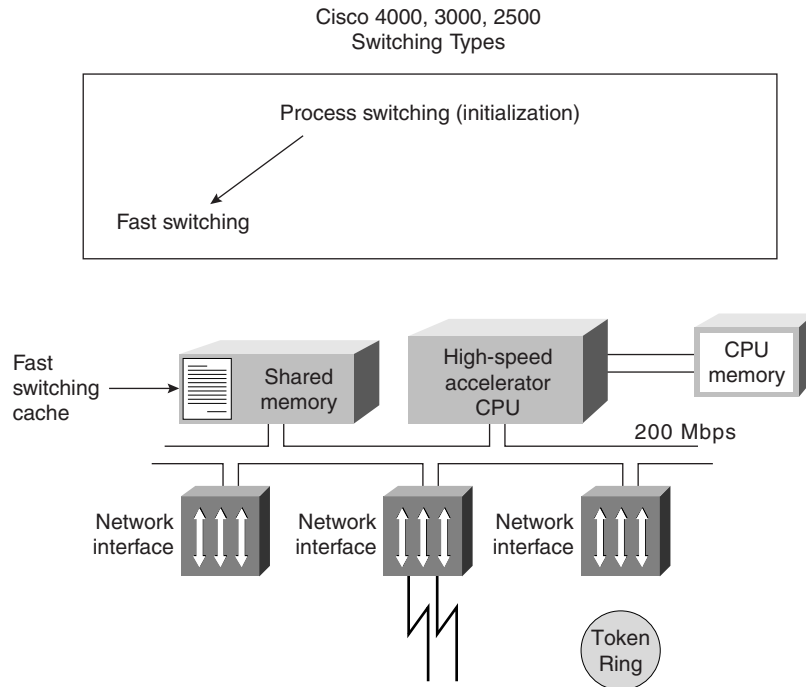 Cisco 4000, 3000, 2500
Switching Types
Process switching (initialization)
Fast switching
Fast
switching
cache
Shared
memory
High-speed
accelerator
CPU
CPU
memory
200 Mbps
Network
interface
Network
interface
Network
interface
Token
Ring